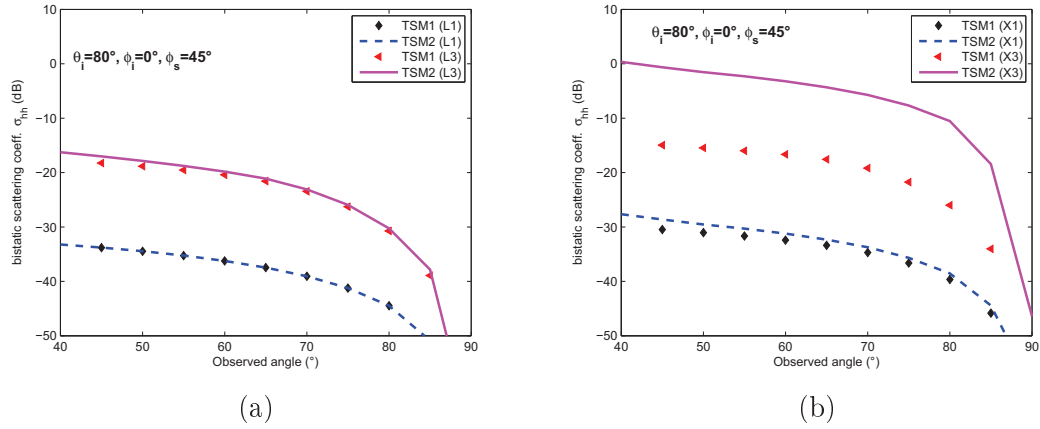 θi=80°, ϕi=0°, ϕs=45°
TSM1 (L1)
TSM2 (L1)
TSM1 (L3)
TSM2 (L3)
bistatic scattering coeff. σhh (dB)
0
−10
−20
−30
−40
−50
40 50 60 70 80 90
Observed angle (°)
(a)
θi=80°, ϕi=0°, ϕs=45°
TSM1 (X1)
TSM2 (X1)
TSM1 (X3)
TSM2 (X3)
bistatic scattering coeff. σhh (dB)
0
−10
−20
−30
−40
−50
40 50 60 70 80 90
Observed angle (°)
(b)